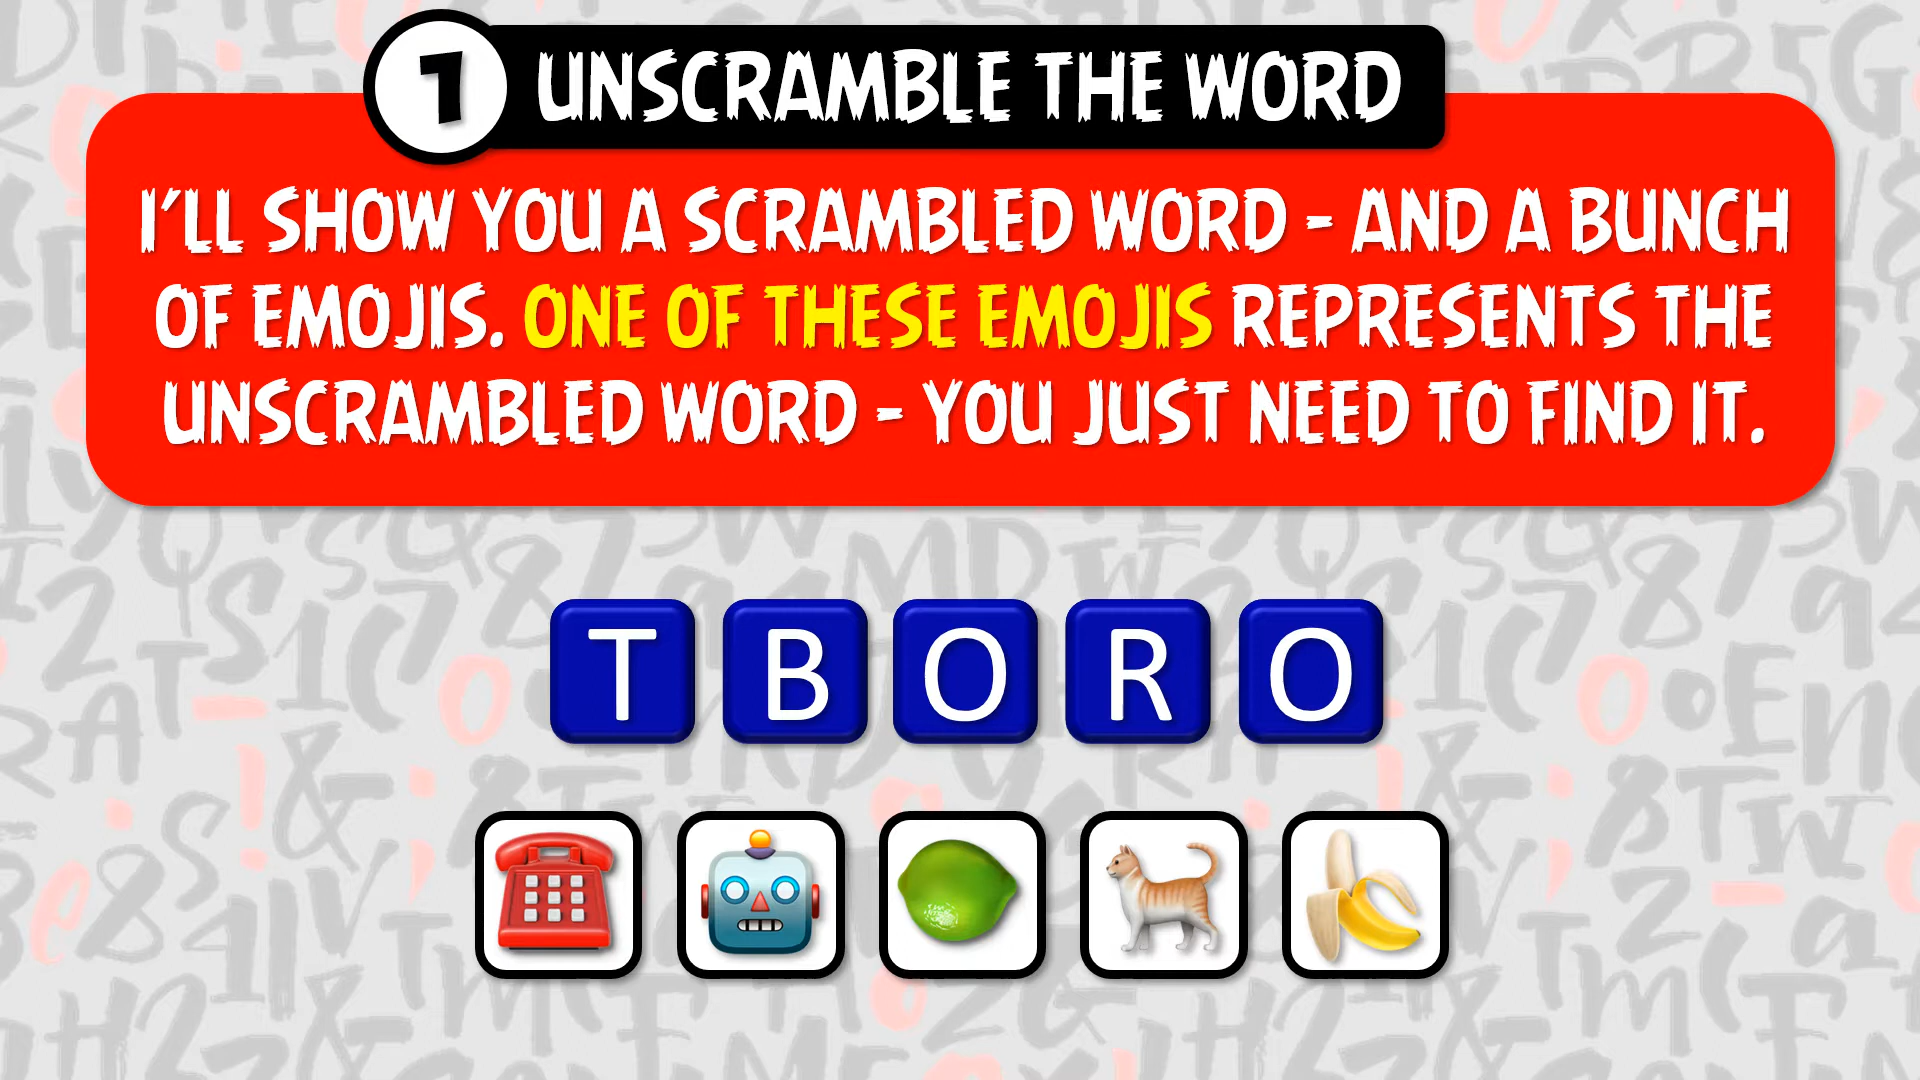 1 UNSCRAMBLE THE WORD
I'LL SHOW YOU A SCRAMBLED WORD - AND A BUNCH
OF EMOJIS. ONE OF THESE EMOJIS REPRESENTS THE
UNSCRAMBLED WORD - YOU JUST NEED TO FIND IT.
T B O R O